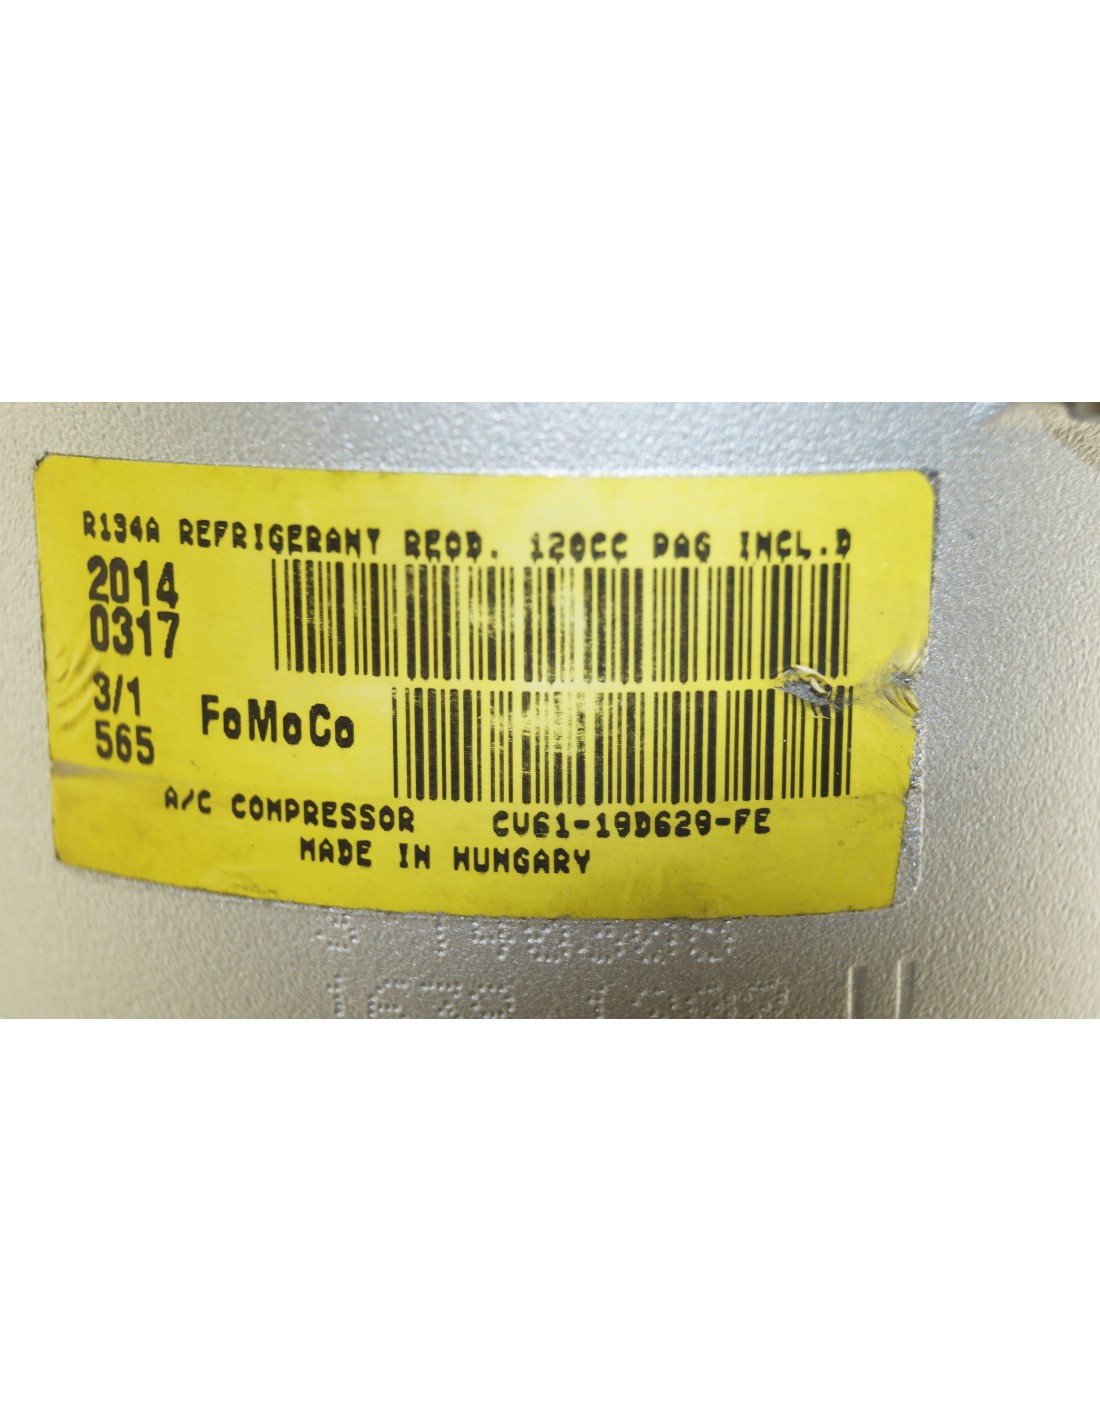 R134A REFRIGERANT REQD. 120CC PAG INCL.D
2014
0317
3/1
565
FoMoCo
A/C COMPRESSOR CV61-19D629-FE
MADE IN HUNGARY